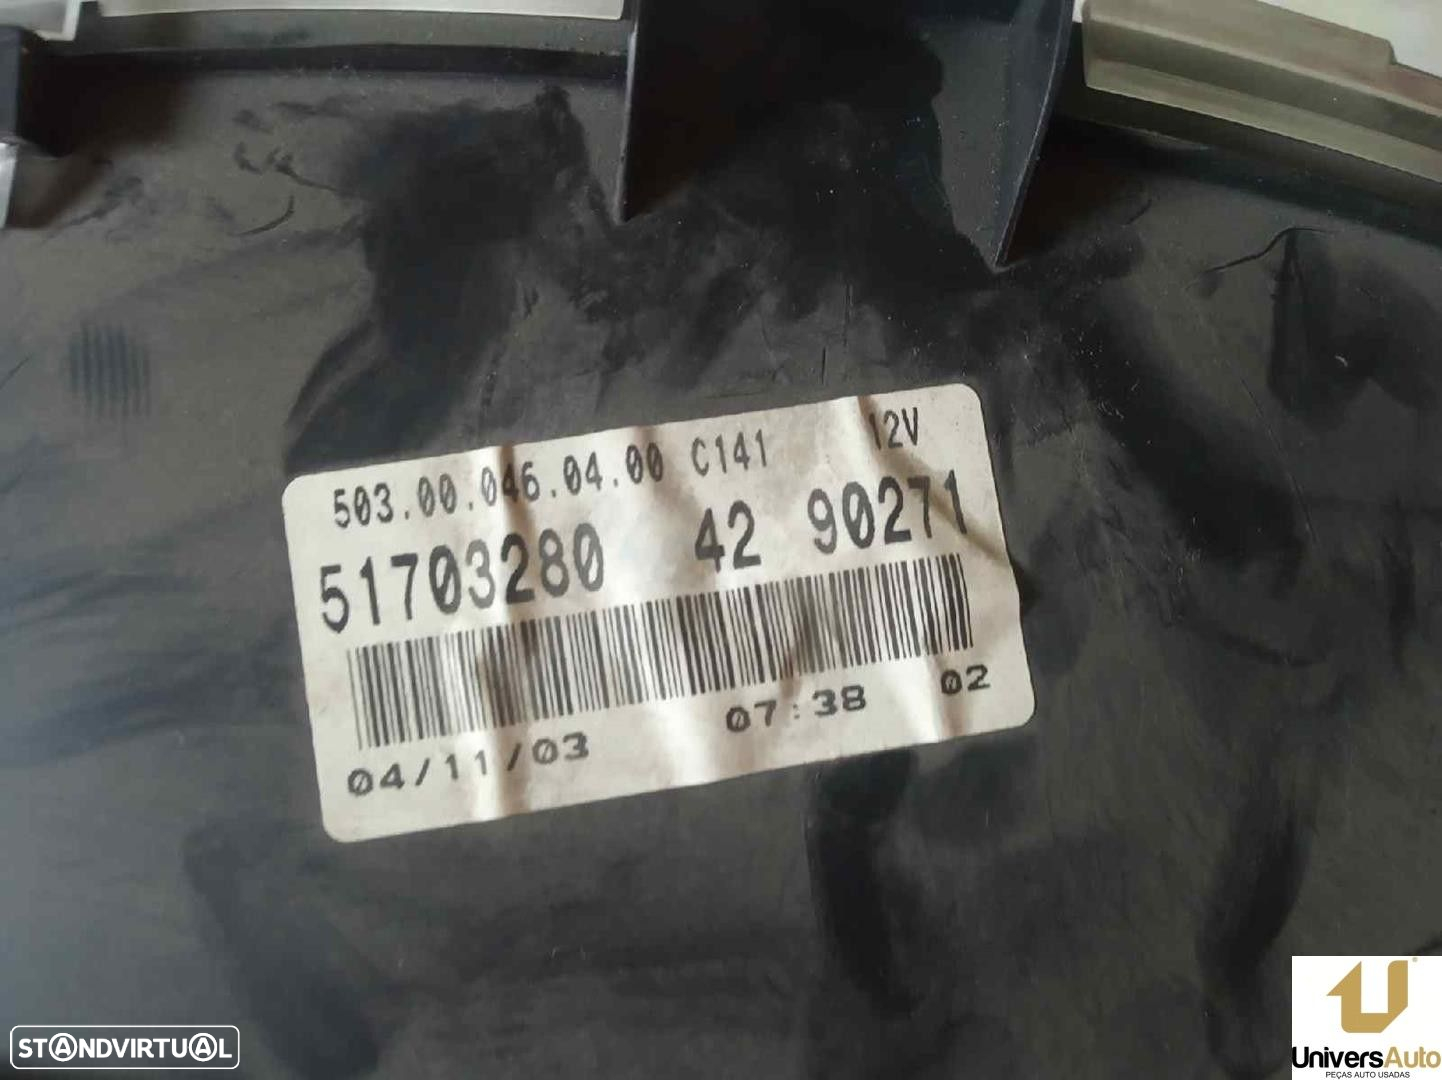 503.00.046.04.00 C141 12V
51703280 42 90271
04/11/03 07:38 02
STANDVIRTUAL
UniversAuto
PEÇAS AUTO USADAS